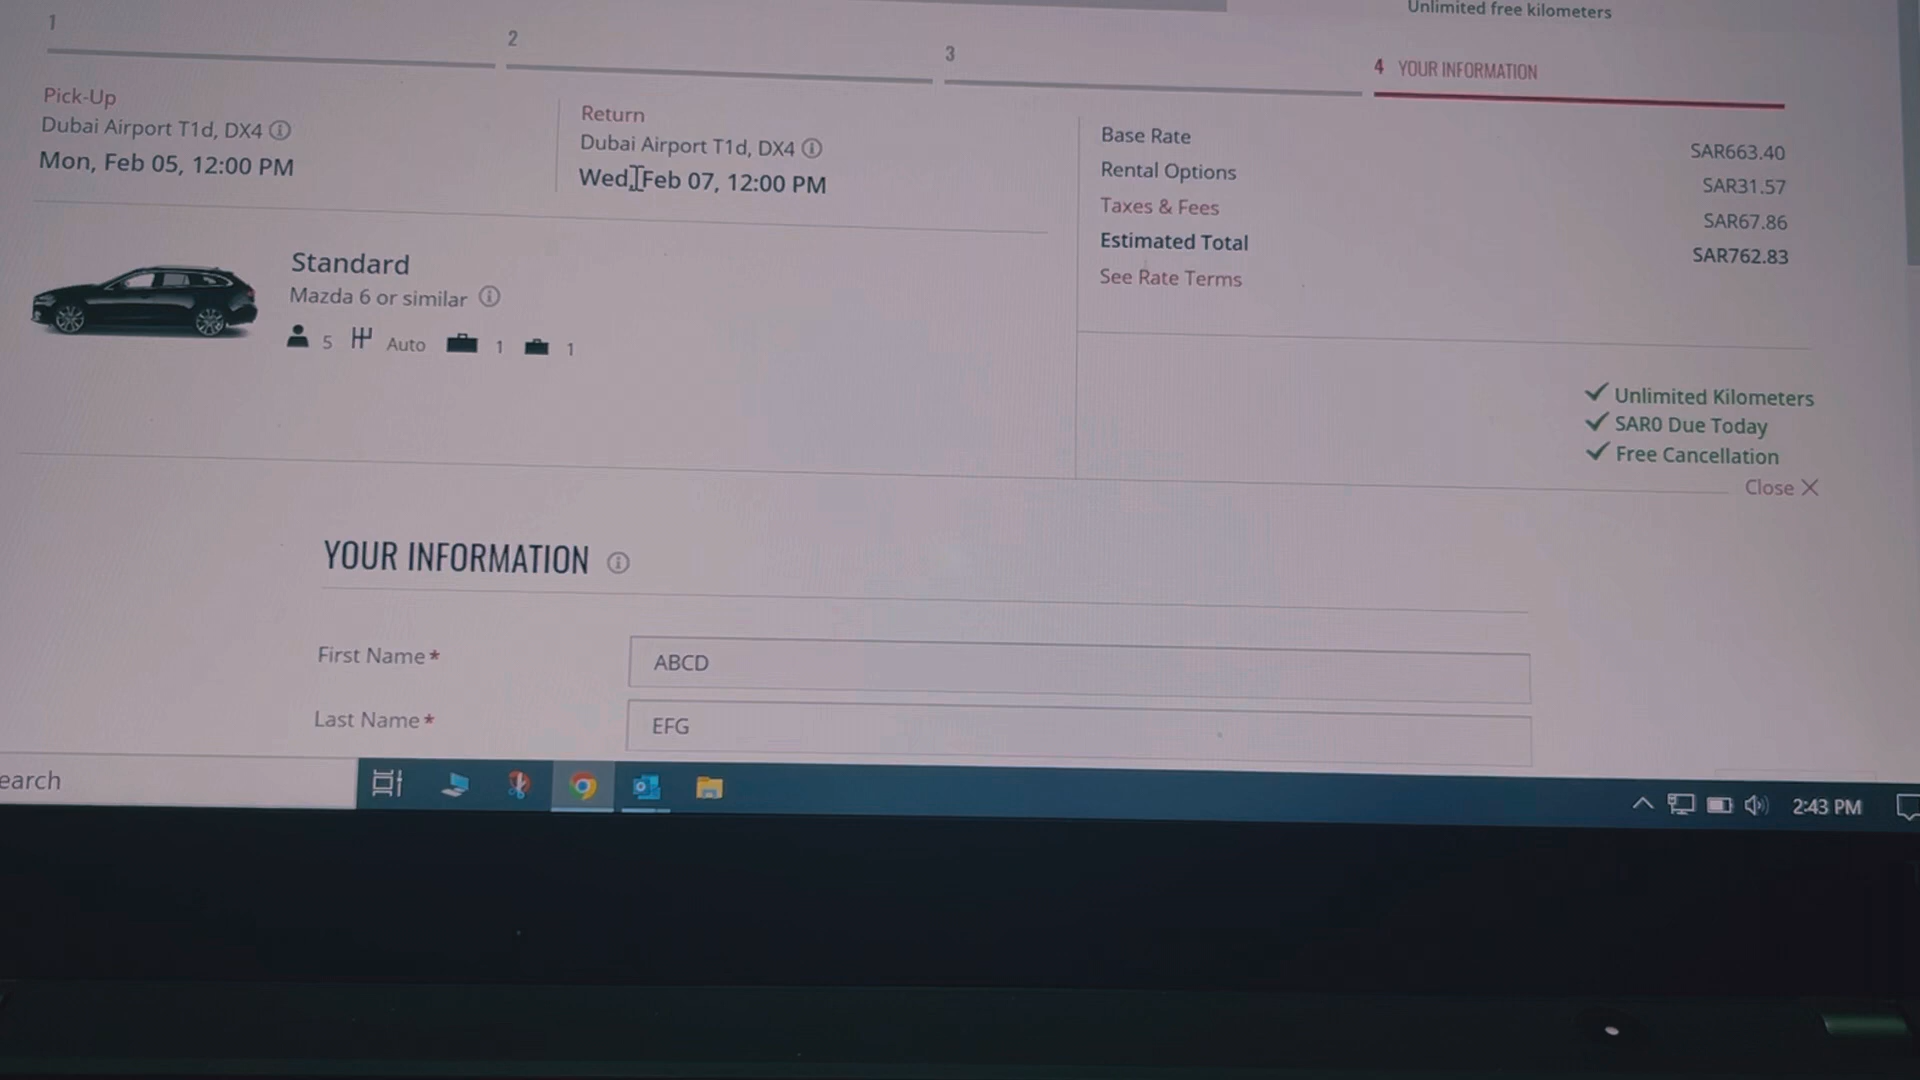 Unlimited free kilometers
1
2
3
4 YOUR INFORMATION
Pick-Up
Dubai Airport T1d, DX4
Mon, Feb 05, 12:00 PM
Return
Dubai Airport T1d, DX4
Wed, Feb 07, 12:00 PM
Base Rate SAR663.40
Rental Options SAR31.57
Taxes & Fees SAR67.86
Estimated Total SAR762.83
See Rate Terms
Standard
Mazda 6 or similar
5 Auto 1 1
Unlimited Kilometers
SAR0 Due Today
Free Cancellation
Close
YOUR INFORMATION
First Name* ABCD
Last Name* EFG
earch
2:43 PM